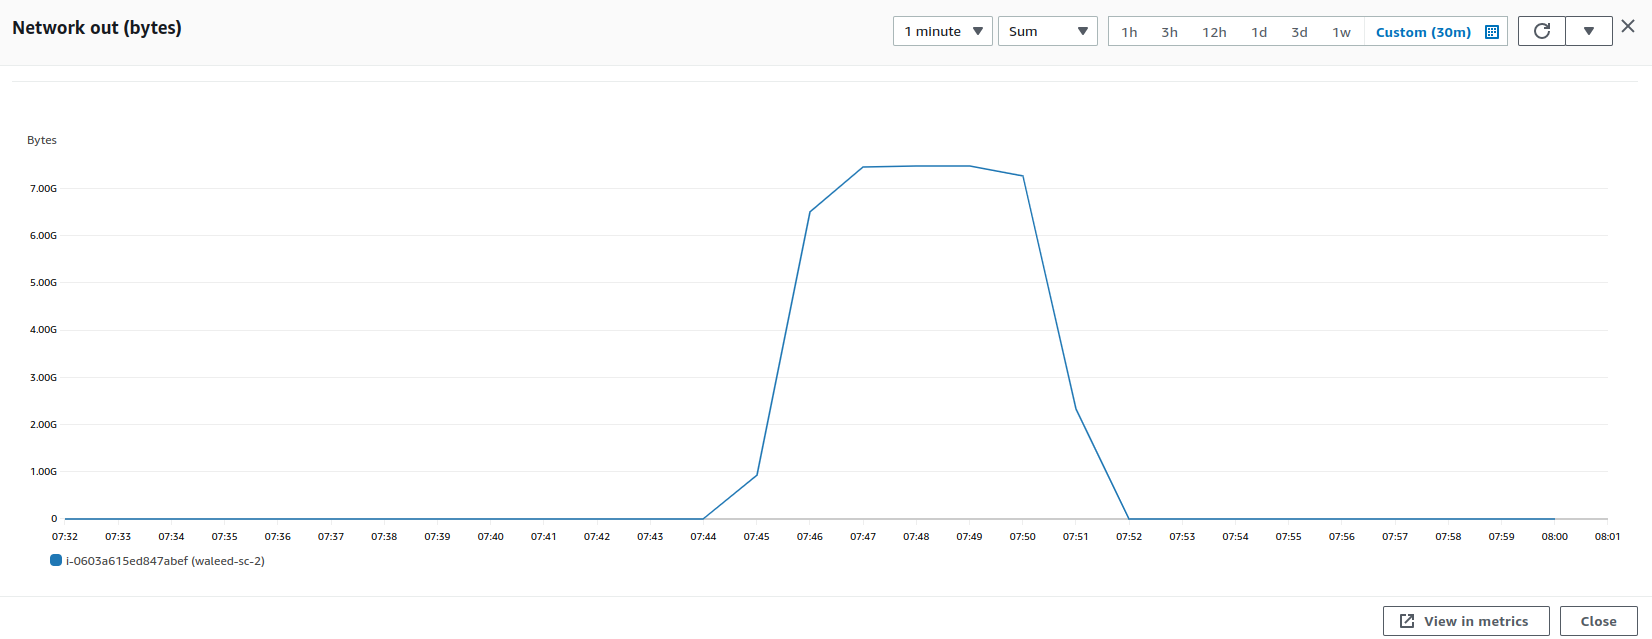 Network out (bytes)
1 minute Sum 1h 3h 12h 1d 3d 1w Custom (30m)
Bytes
7.00G
6.00G
5.00G
4.00G
3.00G
2.00G
1.00G
0
07:32 07:33 07:34 07:35 07:36 07:37 07:38 07:39 07:40 07:41 07:42 07:43 07:44 07:45 07:46 07:47 07:48 07:49 07:50 07:51 07:52 07:53 07:54 07:55 07:56 07:57 07:58 07:59 08:00 08:01
i-0603a615ed847abef (waleed-sc-2)
View in metrics Close